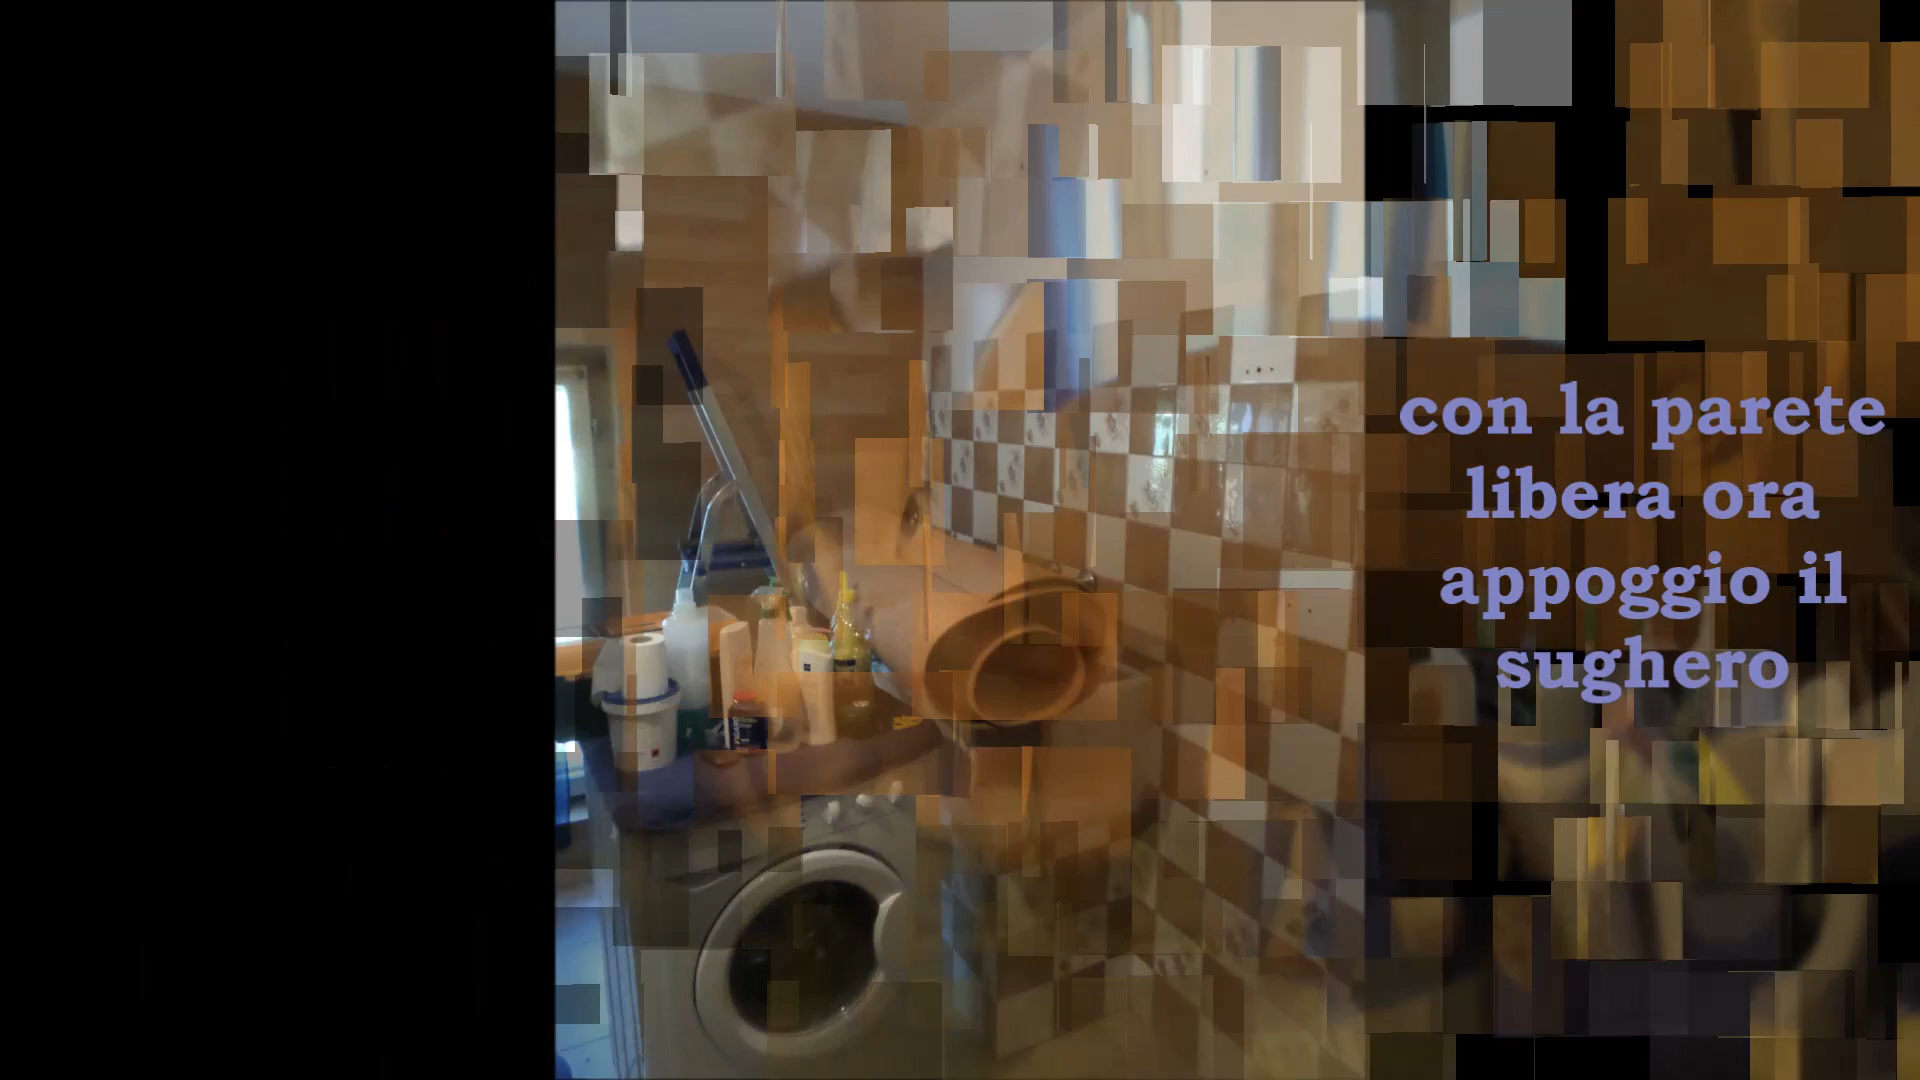 con la parete
libera ora
appoggio il
sughero